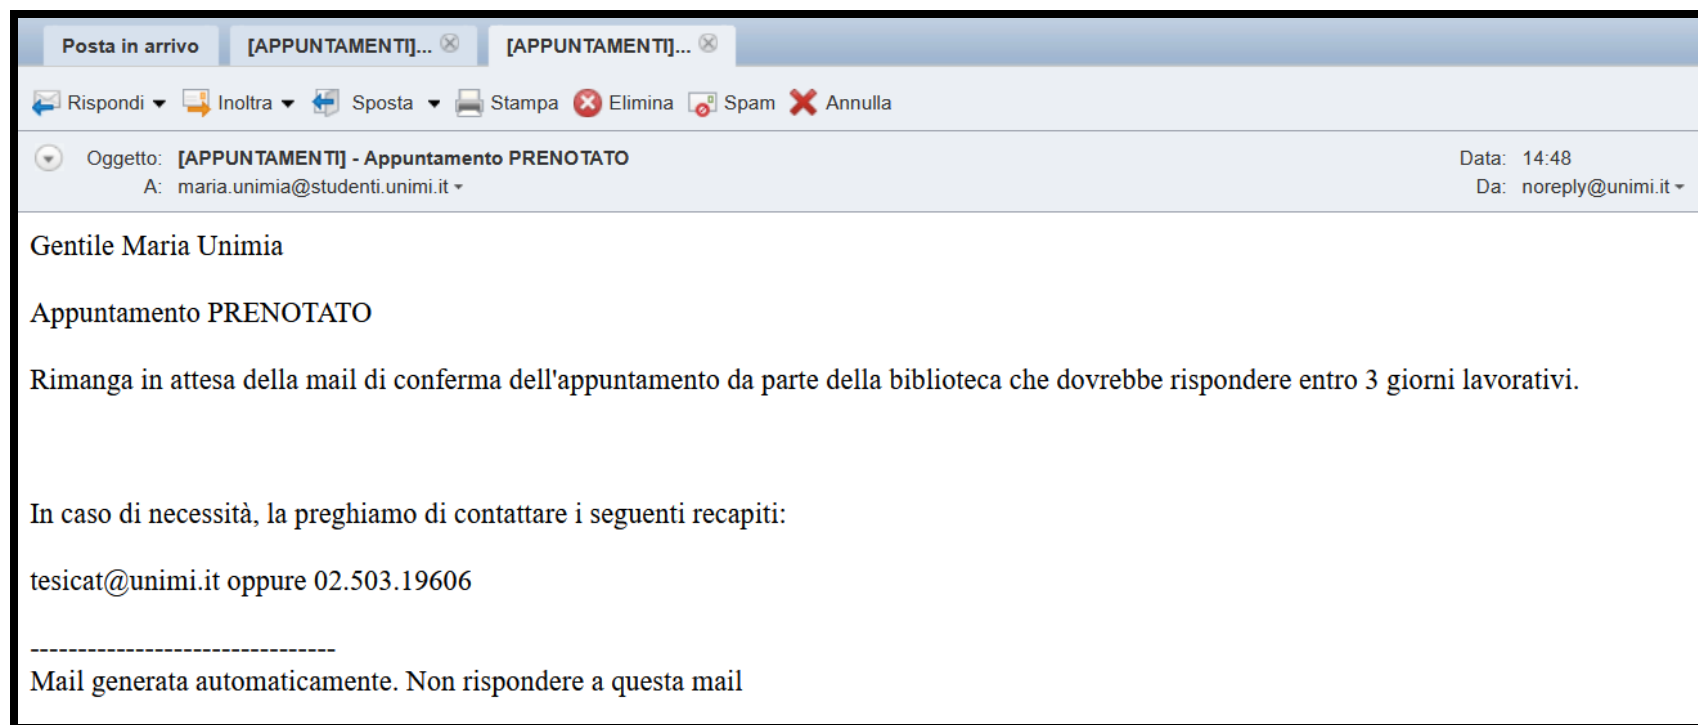 Posta in arrivo [APPUNTAMENTI]... [APPUNTAMENTI]...
Rispondi Inoltra Sposta Stampa Elimina Spam Annulla
Oggetto: [APPUNTAMENTI] - Appuntamento PRENOTATO Data: 14:48
A: maria.unimia@studenti.unimi.it Da: noreply@unimi.it
Gentile Maria Unimia
Appuntamento PRENOTATO
Rimanga in attesa della mail di conferma dell'appuntamento da parte della biblioteca che dovrebbe rispondere entro 3 giorni lavorativi.
In caso di necessità, la preghiamo di contattare i seguenti recapiti:
tesicat@unimi.it oppure 02.503.19606
--------------------------------
Mail generata automaticamente. Non rispondere a questa mail